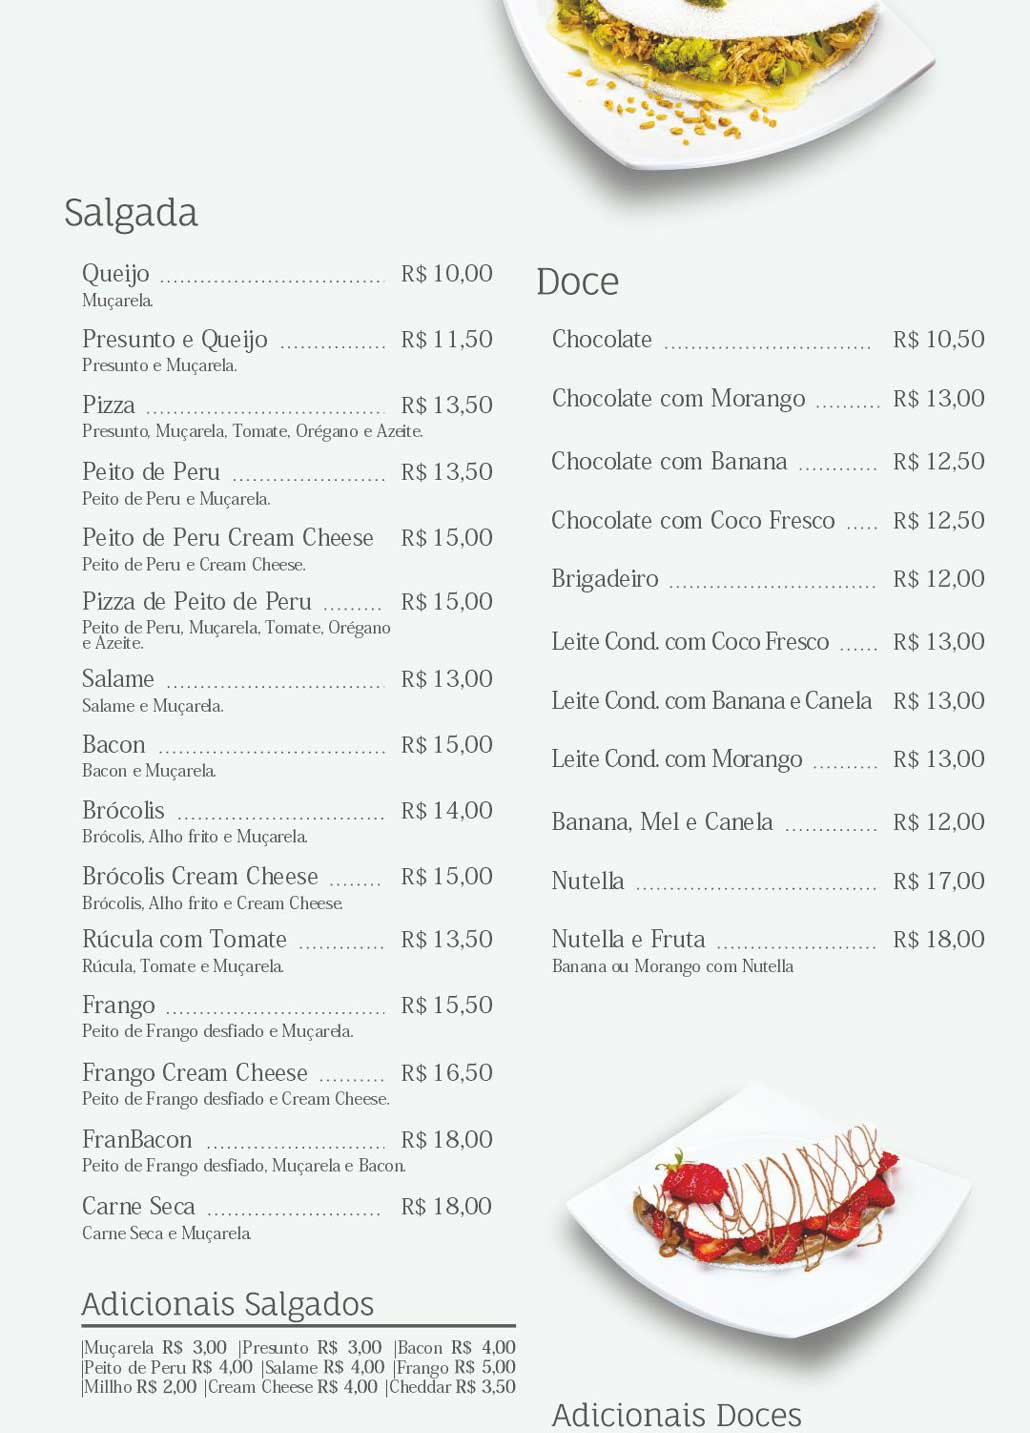 Salgada
Queijo ................................ R$ 10,00
Muçarela.
Presunto e Queijo ................ R$ 11,50
Presunto e Muçarela.
Pizza .................................... R$ 13,50
Presunto, Muçarela, Tomate, Orégano e Azeite.
Peito de Peru ....................... R$ 13,50
Peito de Peru e Muçarela.
Peito de Peru Cream Cheese R$ 15,00
Peito de Peru e Cream Cheese.
Pizza de Peito de Peru ......... R$ 15,00
Peito de Peru, Muçarela, Tomate, Orégano
e Azeite.
Salame ................................. R$ 13,00
Salame e Muçarela.
Bacon .................................. R$ 15,00
Bacon e Muçarela.
Brócolis ............................... R$ 14,00
Brócolis, Alho frito e Muçarela.
Brócolis Cream Cheese ........ R$ 15,00
Brócolis, Alho frito e Cream Cheese.
Rúcula com Tomate ............. R$ 13,50
Rúcula, Tomate e Muçarela.
Frango ................................. R$ 15,50
Peito de Frango desfiado e Muçarela.
Frango Cream Cheese .......... R$ 16,50
Peito de Frango desfiado e Cream Cheese.
FranBacon ........................... R$ 18,00
Peito de Frango desfiado, Muçarela e Bacon.
Carne Seca .......................... R$ 18,00
Carne Seca e Muçarela
Adicionais Salgados
|Muçarela R$ 3,00 |Presunto R$ 3,00 |Bacon R$ 4,00
|Peito de Peru R$ 4,00 |Salame R$ 4,00 |Frango R$ 5,00
|Millho R$ 2,00 |Cream Cheese R$ 4,00 |Cheddar R$ 3,50
Doce
Chocolate ............................... R$ 10,50
Chocolate com Morango .......... R$ 13,00
Chocolate com Banana ............ R$ 12,50
Chocolate com Coco Fresco ..... R$ 12,50
Brigadeiro ............................... R$ 12,00
Leite Cond. com Coco Fresco ...... R$ 13,00
Leite Cond. com Banana e Canela R$ 13,00
Leite Cond. com Morango .......... R$ 13,00
Banana, Mel e Canela .............. R$ 12,00
Nutella .................................... R$ 17,00
Nutella e Fruta ........................ R$ 18,00
Banana ou Morango com Nutella
Adicionais Doces